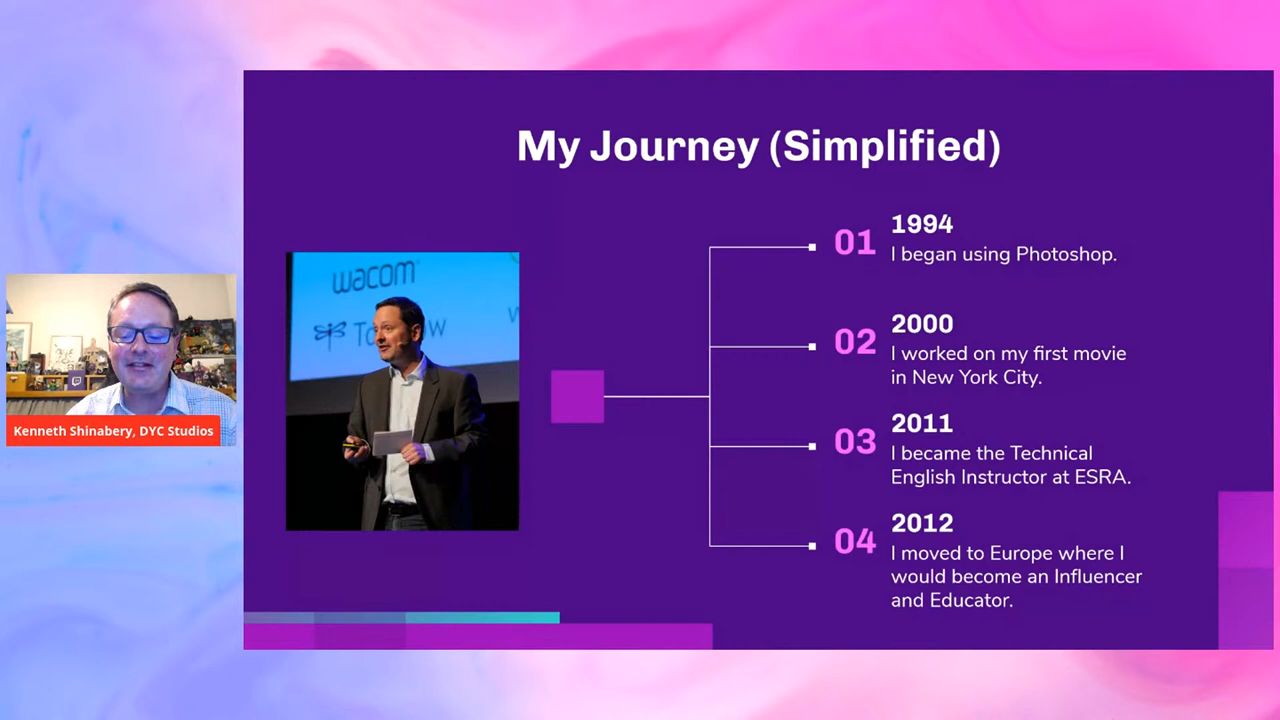 My Journey (Simplified)
wacom
01
1994
I began using Photoshop.
02
2000
I worked on my first movie
in New York City.
03
2011
I became the Technical
English Instructor at ESRA.
04
2012
I moved to Europe where I
would become an Influencer
and Educator.
Kenneth Shinabery, DYC Studios